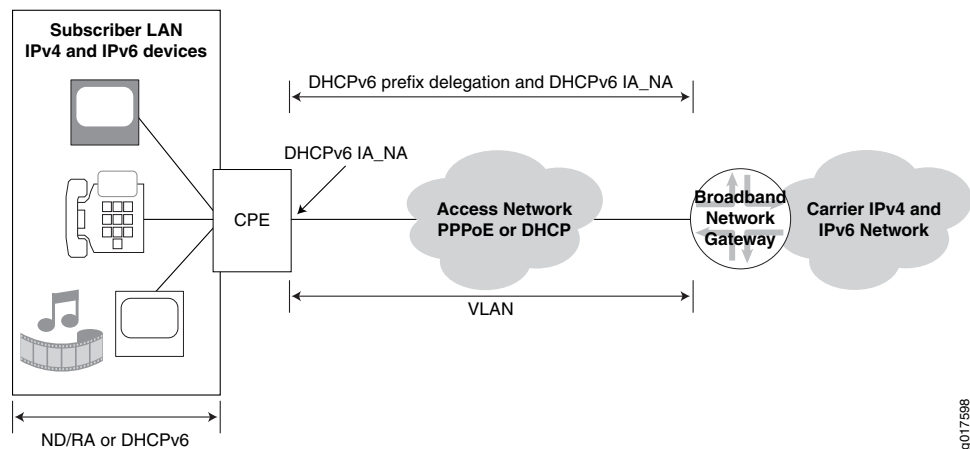 Subscriber LAN
IPv4 and IPv6 devices
DHCPv6 prefix delegation and DHCPv6 IA_NA
DHCPv6 IA_NA
CPE
Access Network
PPPoE or DHCP
Broadband
Network
Gateway
Carrier IPv4 and
IPv6 Network
VLAN
ND/RA or DHCPv6
g017598